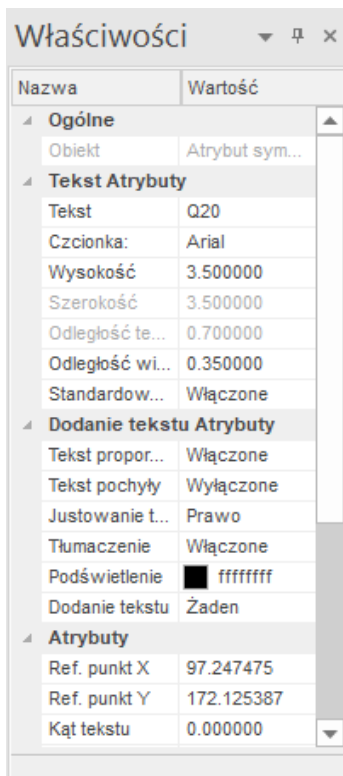 Właściwości
Nazwa Wartość
Ogólne
Obiekt Atrybut sym...
Tekst Atrybuty
Tekst Q20
Czcionka: Arial
Wysokość 3.500000
Szerokość 3.500000
Odległość te... 0.700000
Odległość wi... 0.350000
Standardow... Włączone
Dodanie tekstu Atrybuty
Tekst propor... Włączone
Tekst pochyły Wyłączone
Justowanie t... Prawo
Tłumaczenie Włączone
Podświetlenie ffffffff
Dodanie tekstu Żaden
Atrybuty
Ref. punkt X 97.247475
Ref. punkt Y 172.125387
Kąt tekstu 0.000000